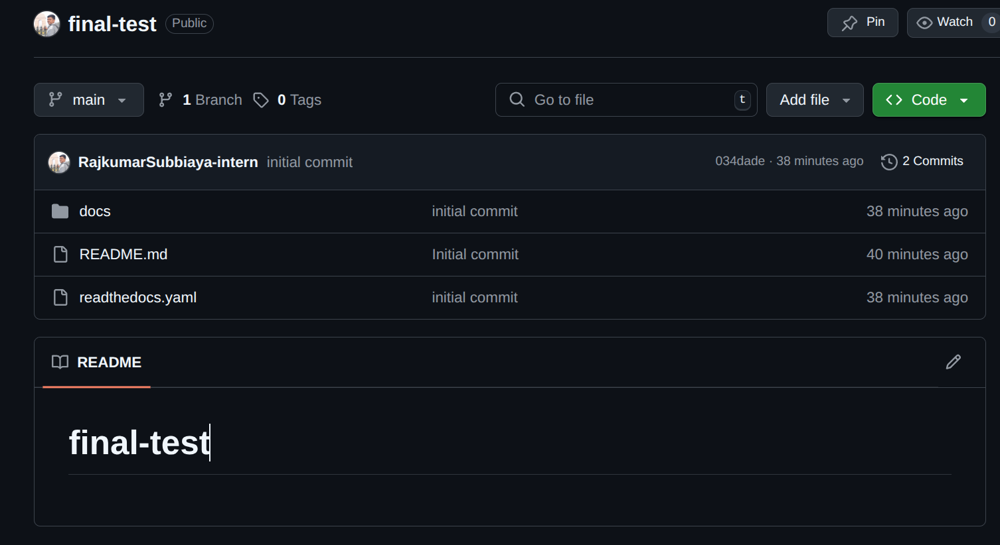 final-test Public Pin Watch 0
main 1 Branch 0 Tags Go to file t Add file Code
RajkumarSubbiaya-intern initial commit 034dade · 38 minutes ago 2 Commits
docs initial commit 38 minutes ago
README.md Initial commit 40 minutes ago
readthedocs.yaml initial commit 38 minutes ago
README
final-test